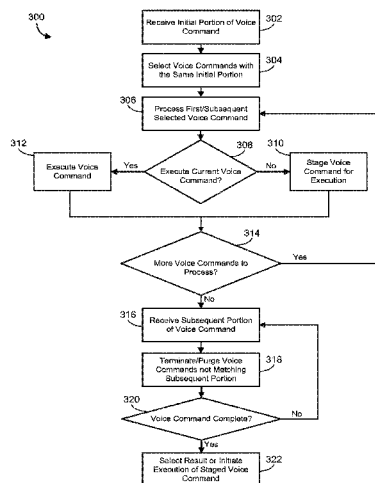 300
Receive Initial Portion of Voice
Command
302
Select Voice Commands with
the Same Initial Portion
304
306
Process First/Subsequent
Selected Voice Command
308
Execute Current Voice
Command?
Yes
No
312
Execute Voice
Command
310
Stage Voice
Command for
Execution
314
More Voice Commands to
Process?
Yes
No
316
Receive Subsequent Portion
of Voice Command
Terminate/Purge Voice
Commands not Matching
Subsequent Portion
318
320
Voice Command Complete?
No
Yes
Select Result or Initiate
Execution of Staged Voice
Command
322